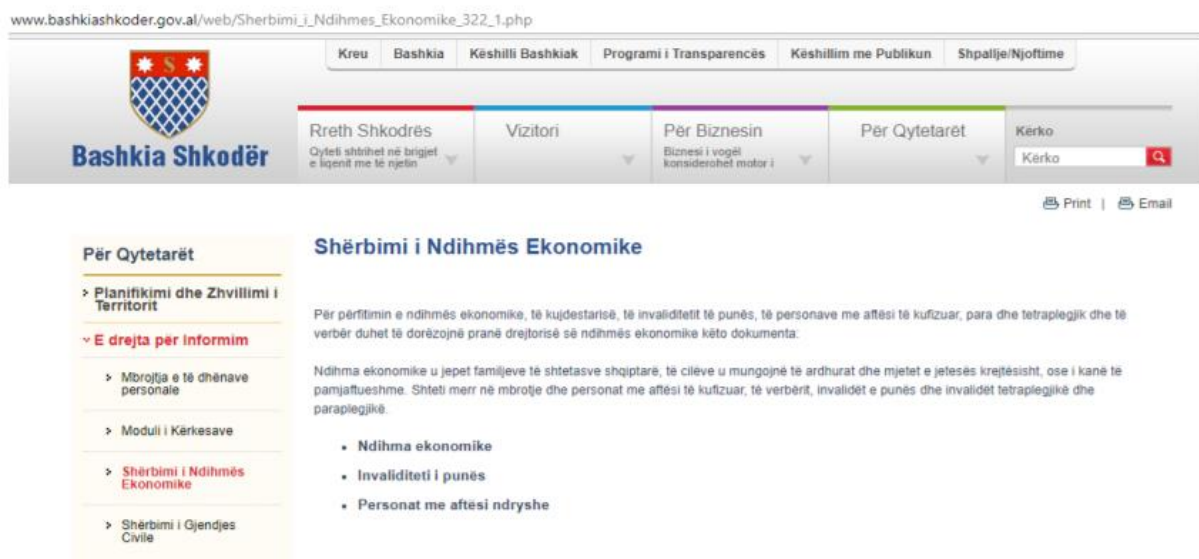 www.bashkiashkoder.gov.al/web/Sherbimi_i_Ndihmes_Ekonomike_322_1.php
Kreu Bashkia Këshilli Bashkiak Programi i Transparencës Këshillim me Publikun Shpallje/Njoftime
S
Bashkia Shkodër
Rreth Shkodrës
Qyteti shtrihet në brigjet
e liqenit me të njejtin
Vizitori
Për Biznesin
Biznesi i vogël
konsiderohet motor i
Për Qytetarët
Kërko
Kërko
Print | Email
Për Qytetarët
Planifikimi dhe Zhvillimi i
Territorit
E drejta për Informim
Mbrojtja e të dhënave
personale
Moduli i Kërkesave
Shërbimi i Ndihmës
Ekonomike
Shërbimi i Gjendjes
Civile
Shërbimi i Ndihmës Ekonomike
Për përfitimin e ndihmës ekonomike, të kujdestarisë, të invaliditetit të punës, të personave me aftësi të kufizuar, para dhe tetraplegjik dhe të
verbër duhet të dorëzojnë pranë drejtorisë së ndihmës ekonomike këto dokumenta:
Ndihma ekonomike u jepet familjeve të shtetasve shqiptarë, të cilëve u mungojnë të ardhurat dhe mjetet e jetesës krejtësisht, ose i kanë të
pamjaftueshme. Shteti merr në mbrotje dhe personat me aftësi të kufizuar, të verbërit, invalidët e punës dhe invalidët tetraplegjikë dhe
paraplegjikë.
• Ndihma ekonomike
• Invaliditeti i punës
• Personat me aftësi ndryshe